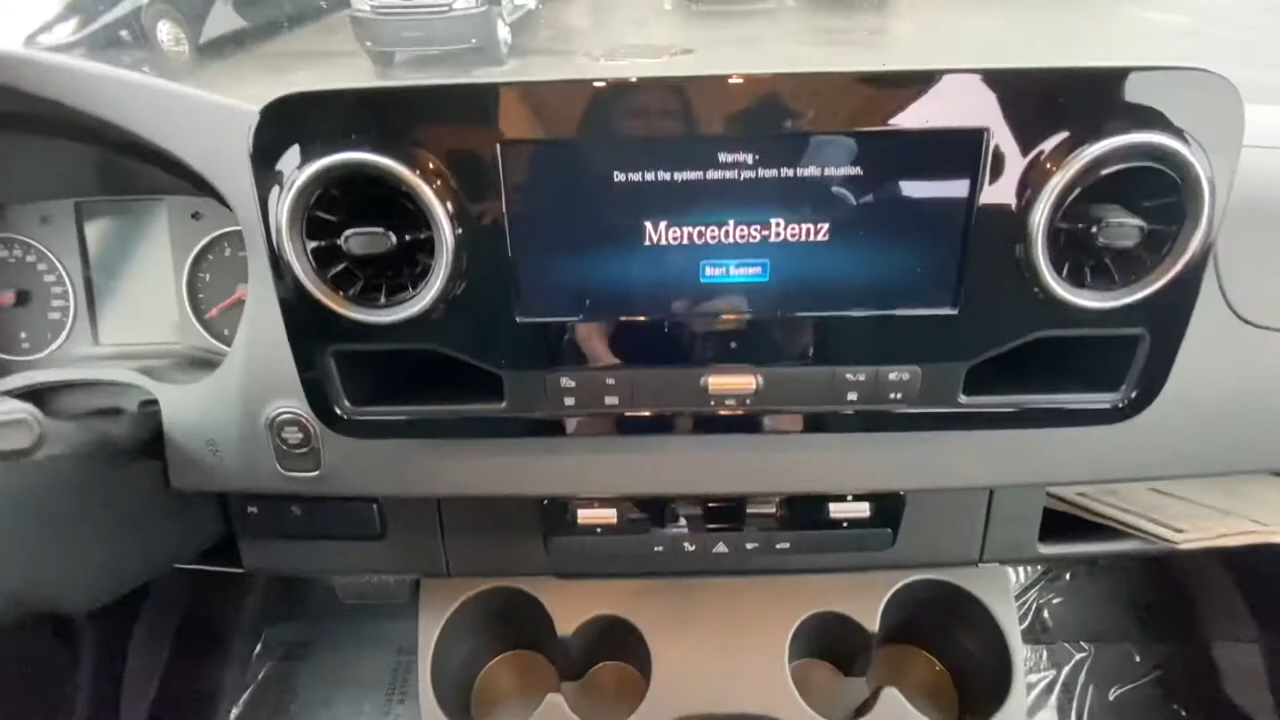 Warning -
Do not let the system distract you from the traffic situation.
Mercedes-Benz
Start System